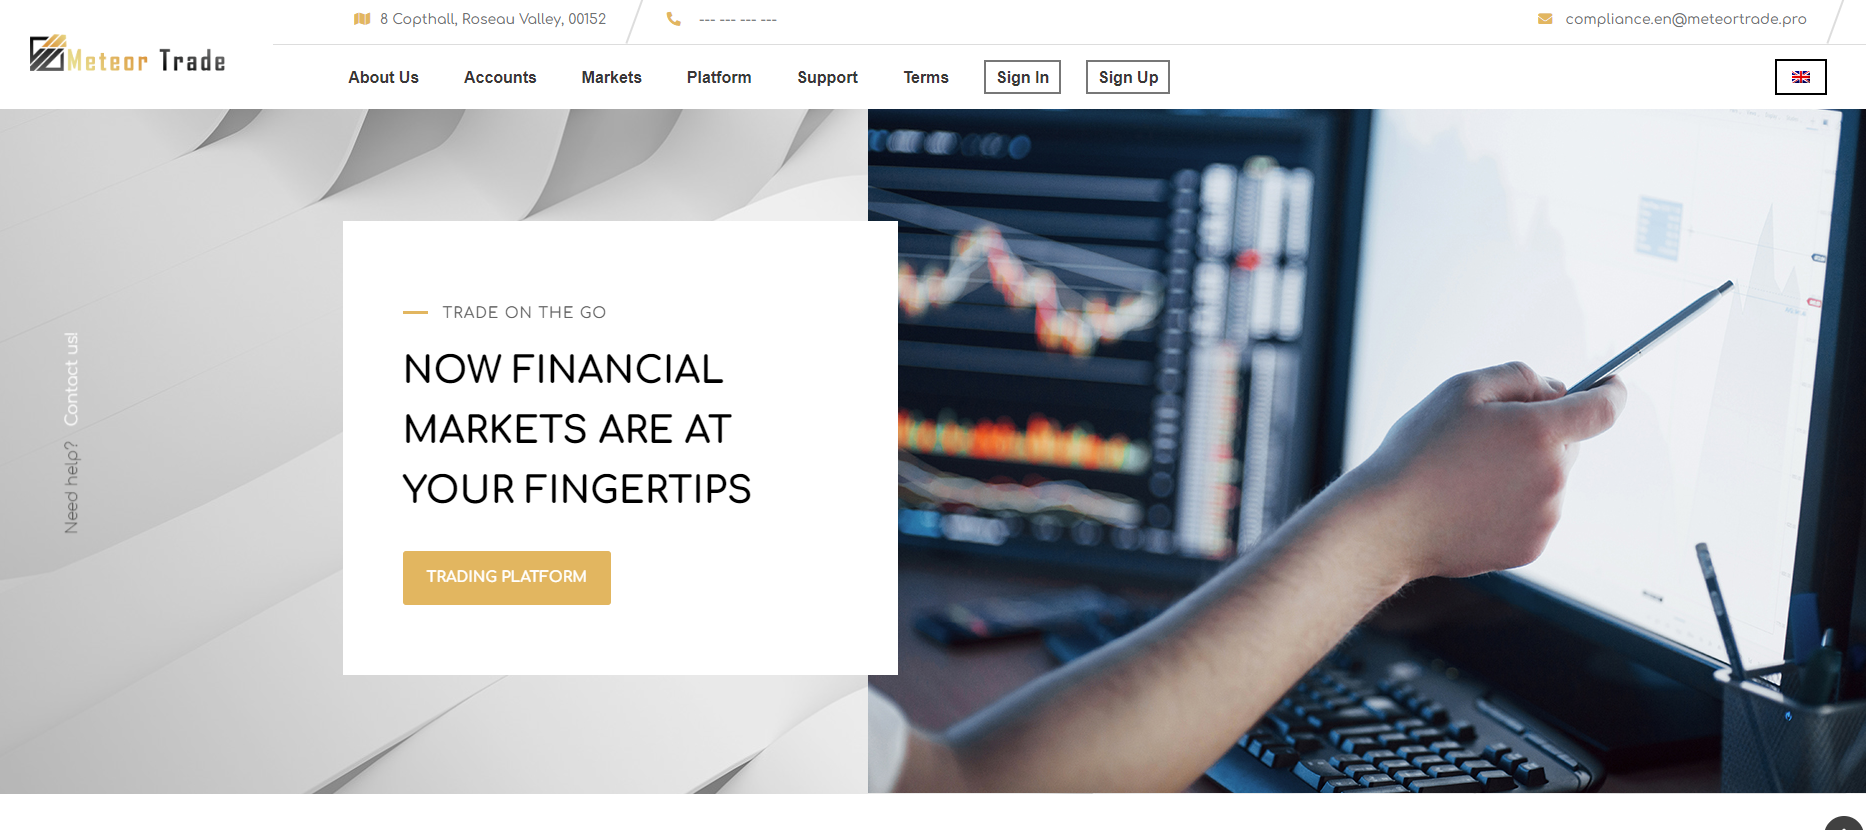 8 Copthall, Roseau Valley, 00152
--- --- --- ---
compliance.en@meteortrade.pro
Meteor Trade
About Us
Accounts
Markets
Platform
Support
Terms
Sign In
Sign Up
Need help? Contact us!
TRADE ON THE GO
NOW FINANCIAL
MARKETS ARE AT
YOUR FINGERTIPS
TRADING PLATFORM